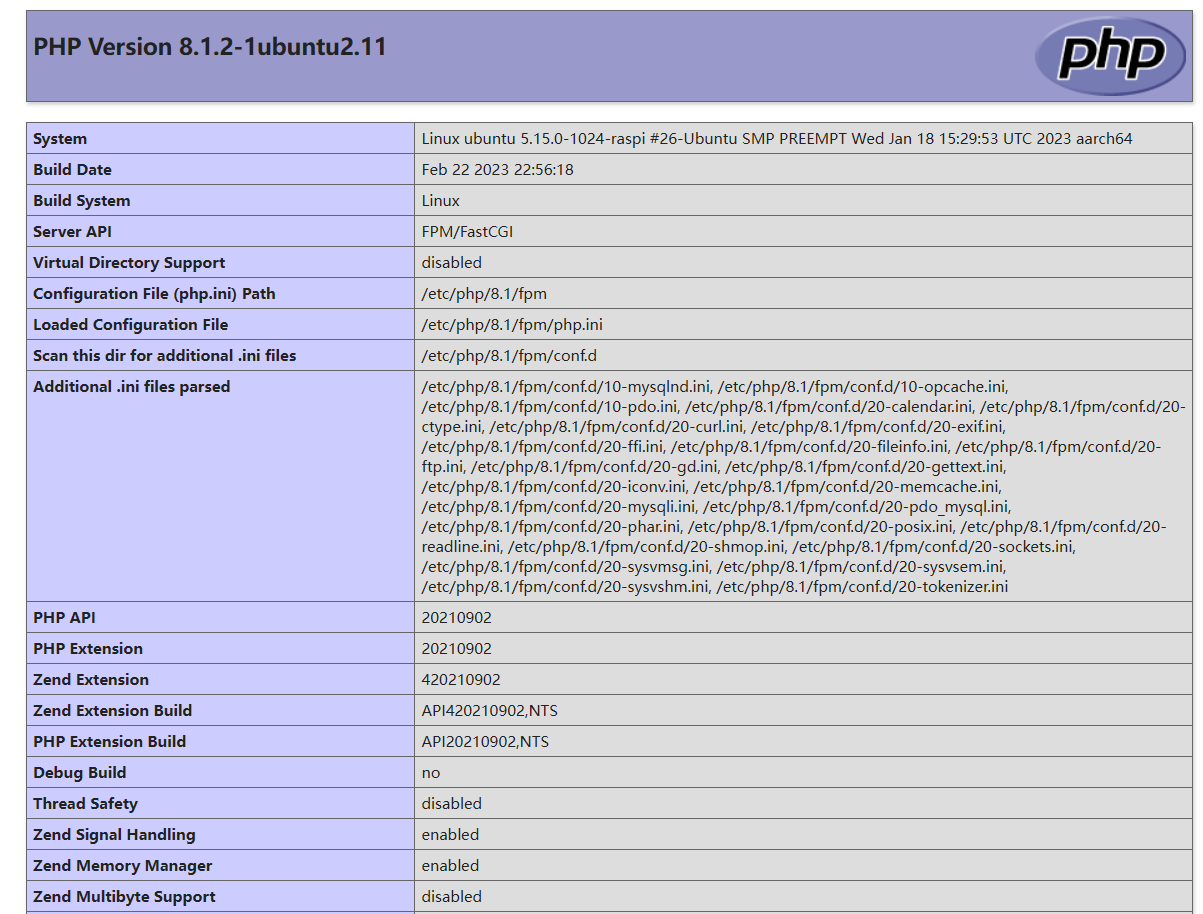 PHP Version 8.1.2-1ubuntu2.11
php
System Linux ubuntu 5.15.0-1024-raspi #26-Ubuntu SMP PREEMPT Wed Jan 18 15:29:53 UTC 2023 aarch64
Build Date Feb 22 2023 22:56:18
Build System Linux
Server API FPM/FastCGI
Virtual Directory Support disabled
Configuration File (php.ini) Path /etc/php/8.1/fpm
Loaded Configuration File /etc/php/8.1/fpm/php.ini
Scan this dir for additional .ini files /etc/php/8.1/fpm/conf.d
Additional .ini files parsed /etc/php/8.1/fpm/conf.d/10-mysqlnd.ini, /etc/php/8.1/fpm/conf.d/10-opcache.ini,
/etc/php/8.1/fpm/conf.d/10-pdo.ini, /etc/php/8.1/fpm/conf.d/20-calendar.ini, /etc/php/8.1/fpm/conf.d/20-
ctype.ini, /etc/php/8.1/fpm/conf.d/20-curl.ini, /etc/php/8.1/fpm/conf.d/20-exif.ini,
/etc/php/8.1/fpm/conf.d/20-ffi.ini, /etc/php/8.1/fpm/conf.d/20-fileinfo.ini, /etc/php/8.1/fpm/conf.d/20-
ftp.ini, /etc/php/8.1/fpm/conf.d/20-gd.ini, /etc/php/8.1/fpm/conf.d/20-gettext.ini,
/etc/php/8.1/fpm/conf.d/20-iconv.ini, /etc/php/8.1/fpm/conf.d/20-memcache.ini,
/etc/php/8.1/fpm/conf.d/20-mysqli.ini, /etc/php/8.1/fpm/conf.d/20-pdo_mysql.ini,
/etc/php/8.1/fpm/conf.d/20-phar.ini, /etc/php/8.1/fpm/conf.d/20-posix.ini, /etc/php/8.1/fpm/conf.d/20-
readline.ini, /etc/php/8.1/fpm/conf.d/20-shmop.ini, /etc/php/8.1/fpm/conf.d/20-sockets.ini,
/etc/php/8.1/fpm/conf.d/20-sysvmsg.ini, /etc/php/8.1/fpm/conf.d/20-sysvsem.ini,
/etc/php/8.1/fpm/conf.d/20-sysvshm.ini, /etc/php/8.1/fpm/conf.d/20-tokenizer.ini
PHP API 20210902
PHP Extension 20210902
Zend Extension 420210902
Zend Extension Build API420210902,NTS
PHP Extension Build API20210902,NTS
Debug Build no
Thread Safety disabled
Zend Signal Handling enabled
Zend Memory Manager enabled
Zend Multibyte Support disabled